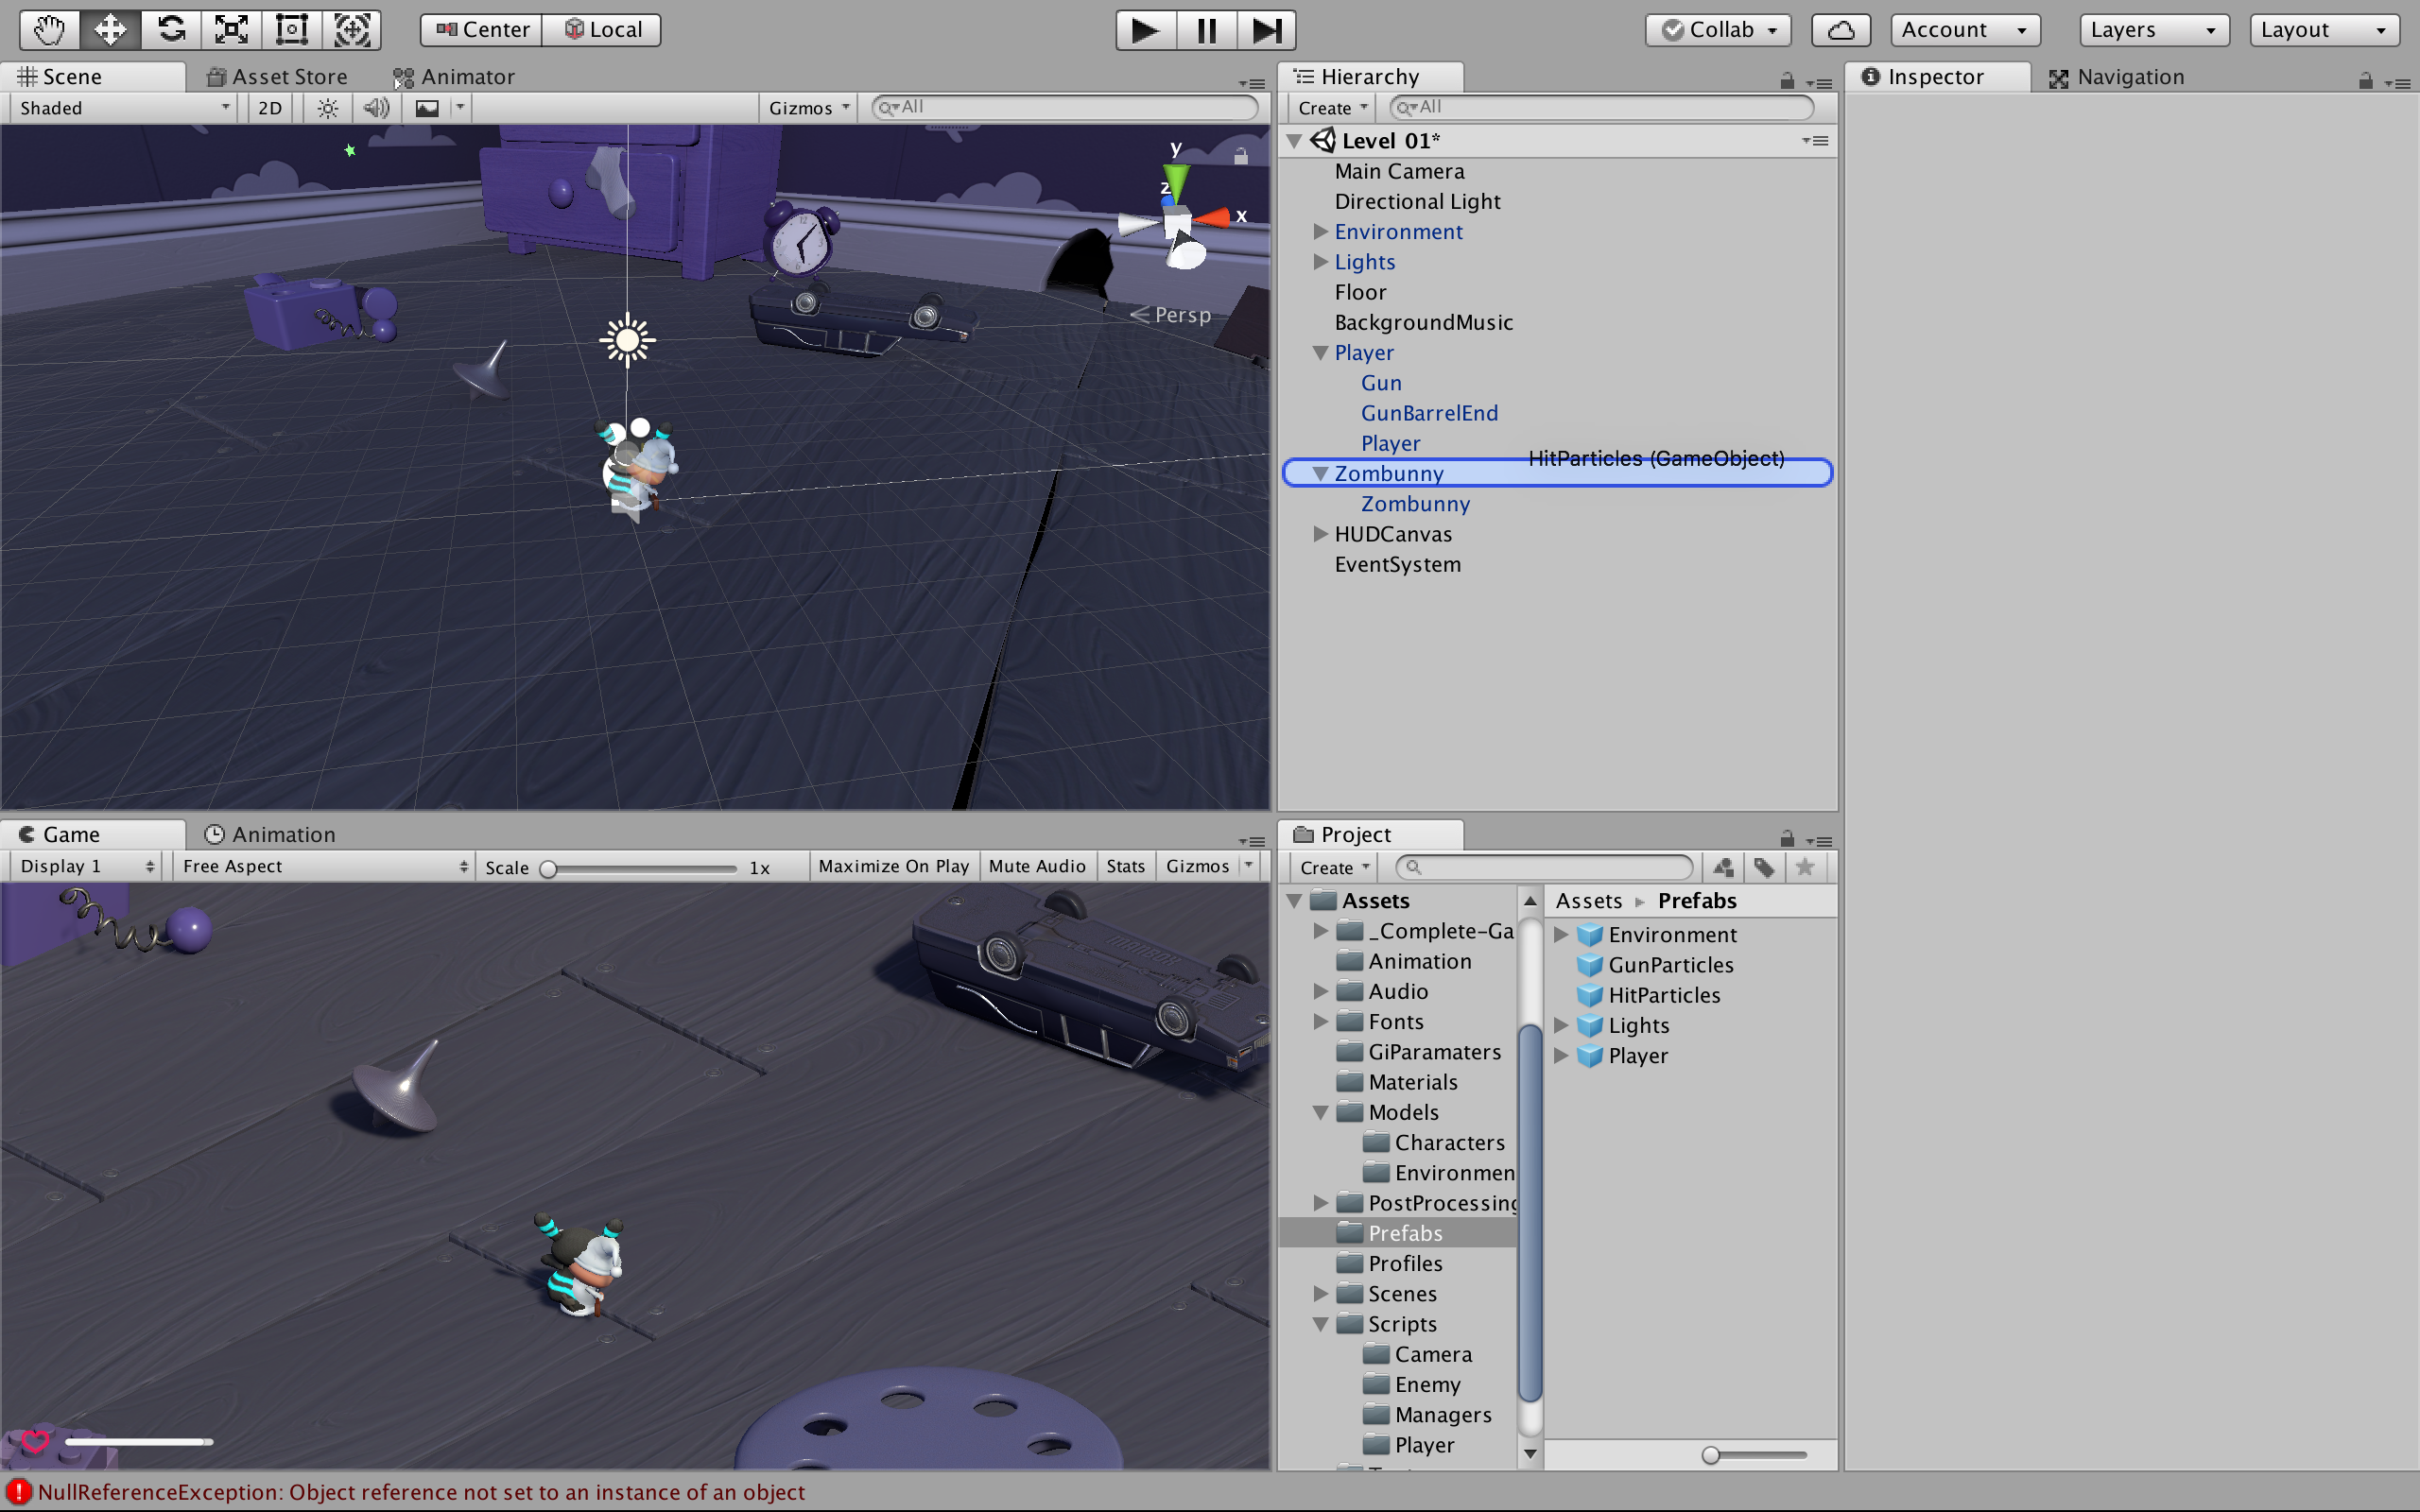 Center Local Collab Account Layers Layout
Scene Asset Store Animator
Shaded 2D Gizmos All
y
z
x
Persp
Hierarchy
Create All
Level 01*
Main Camera
Directional Light
Environment
Lights
Floor
BackgroundMusic
Player
Gun
GunBarrelEnd
Player
HitParticles (GameObject)
Zombunny
Zombunny
HUDCanvas
EventSystem
Inspector Navigation
Game Animation
Display 1 Free Aspect Scale 1x Maximize On Play Mute Audio Stats Gizmos
Project
Create
Assets
_Complete-Ga
Animation
Audio
Fonts
GiParamaters
Materials
Models
Characters
Environmen
PostProcessing
Prefabs
Profiles
Scenes
Scripts
Camera
Enemy
Managers
Player
Assets Prefabs
Environment
GunParticles
HitParticles
Lights
Player
NullReferenceException: Object reference not set to an instance of an object